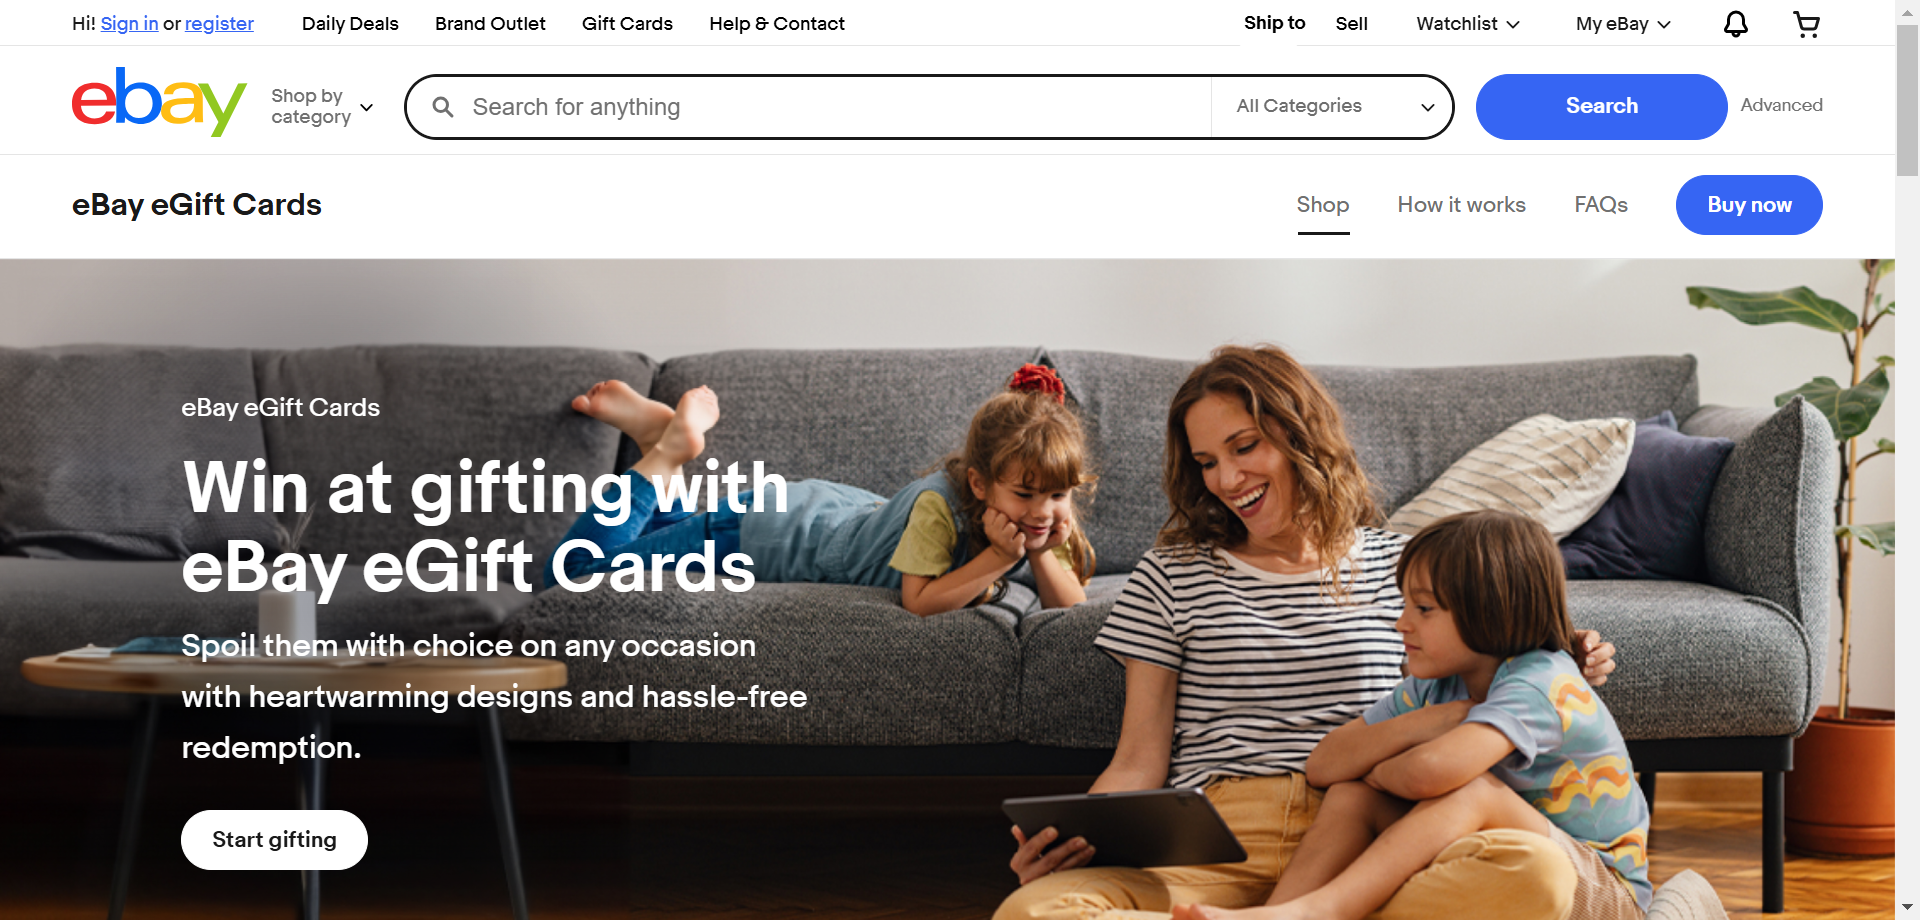 Hi! Sign in or register
Daily Deals
Brand Outlet
Gift Cards
Help & Contact
Ship to
Sell
Watchlist
My eBay
ebay
Shop by
category
Search for anything
All Categories
Search
Advanced
eBay eGift Cards
Shop
How it works
FAQs
Buy now
eBay eGift Cards
Win at gifting with
eBay eGift Cards
Spoil them with choice on any occasion
with heartwarming designs and hassle-free
redemption.
Start gifting